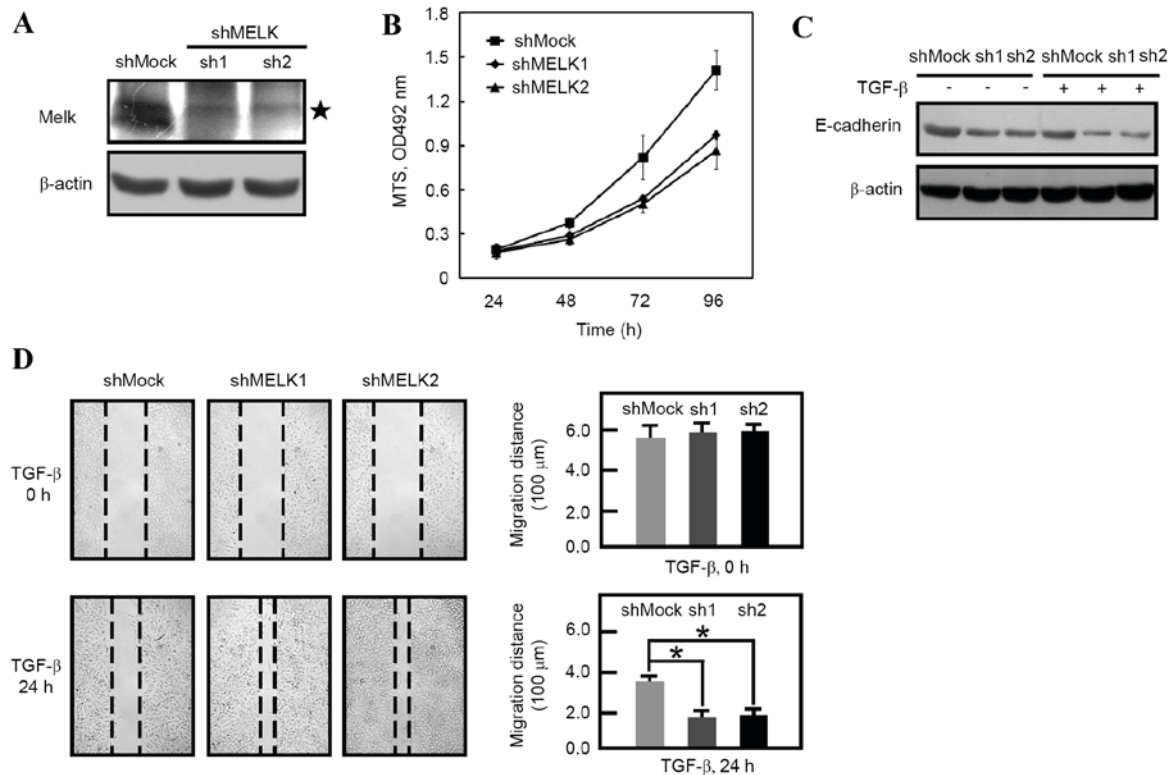 A
shMELK
shMock sh1 sh2
Melk
★
β-actin
B
1.8
1.5
1.2
0.9
0.6
0.3
0
MTS, OD492 nm
shMock
shMELK1
shMELK2
24 48 72 96
Time (h)
C
shMock sh1 sh2 shMock sh1 sh2
TGF-β - - - + + +
E-cadherin
β-actin
D
shMock shMELK1 shMELK2
TGF-β
0 h
Migration distance
(100 μm)
shMock sh1 sh2
6.0
4.0
2.0
0.0
TGF-β, 0 h
TGF-β
24 h
Migration distance
(100 μm)
shMock sh1 sh2
6.0
4.0
2.0
0.0
*
*
TGF-β, 24 h